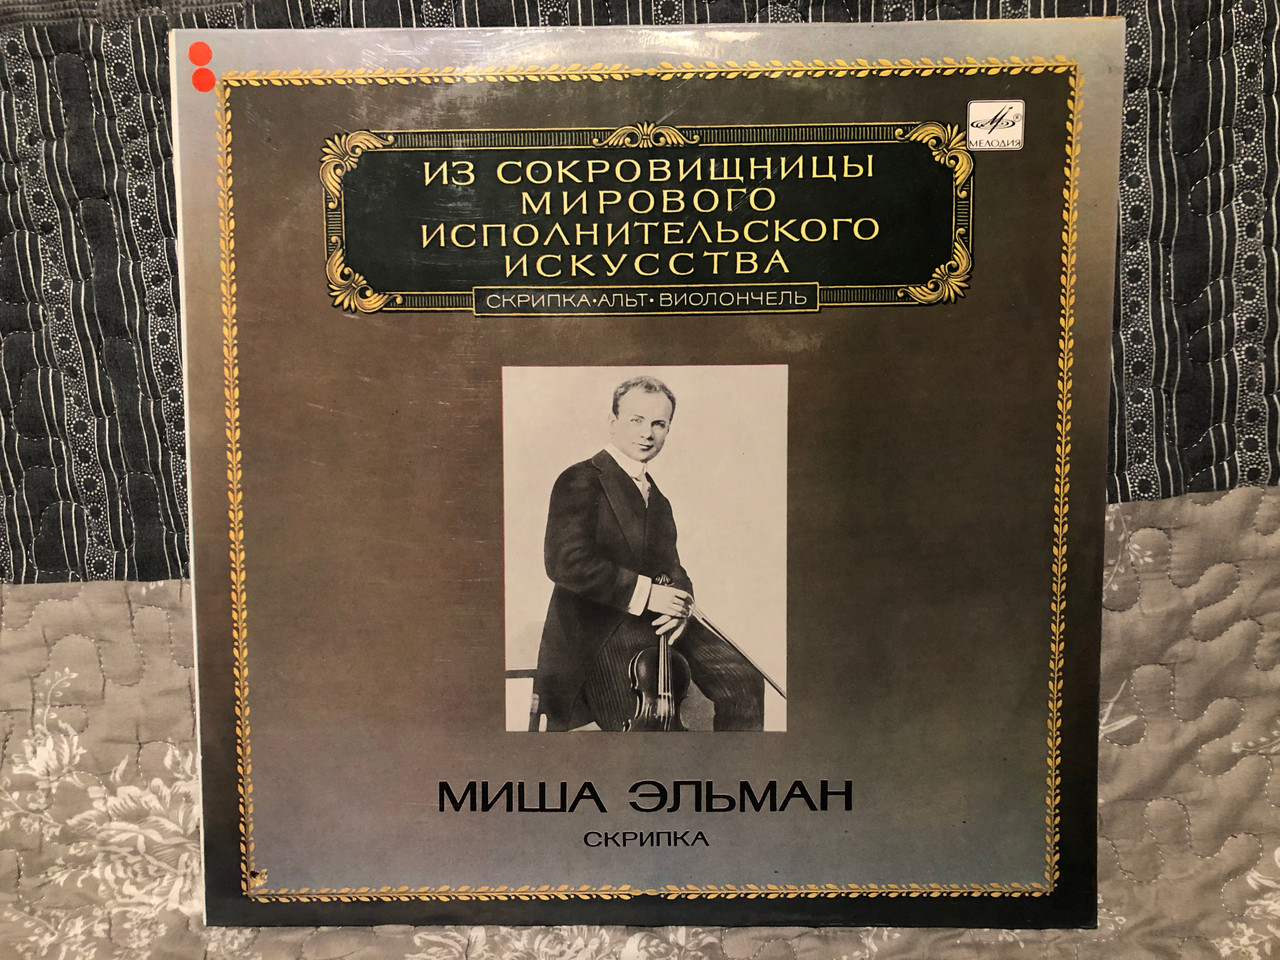 ИЗ СОКРОВИЩНИЦЫ
МИРОВОГО
ИСПОЛНИТЕЛЬСКОГО
ИСКУССТВА
СКРИПКА•АЛЬТ•ВИОЛОНЧЕЛЬ
МЕЛОДИЯ
МИША ЭЛЬМАН
СКРИПКА